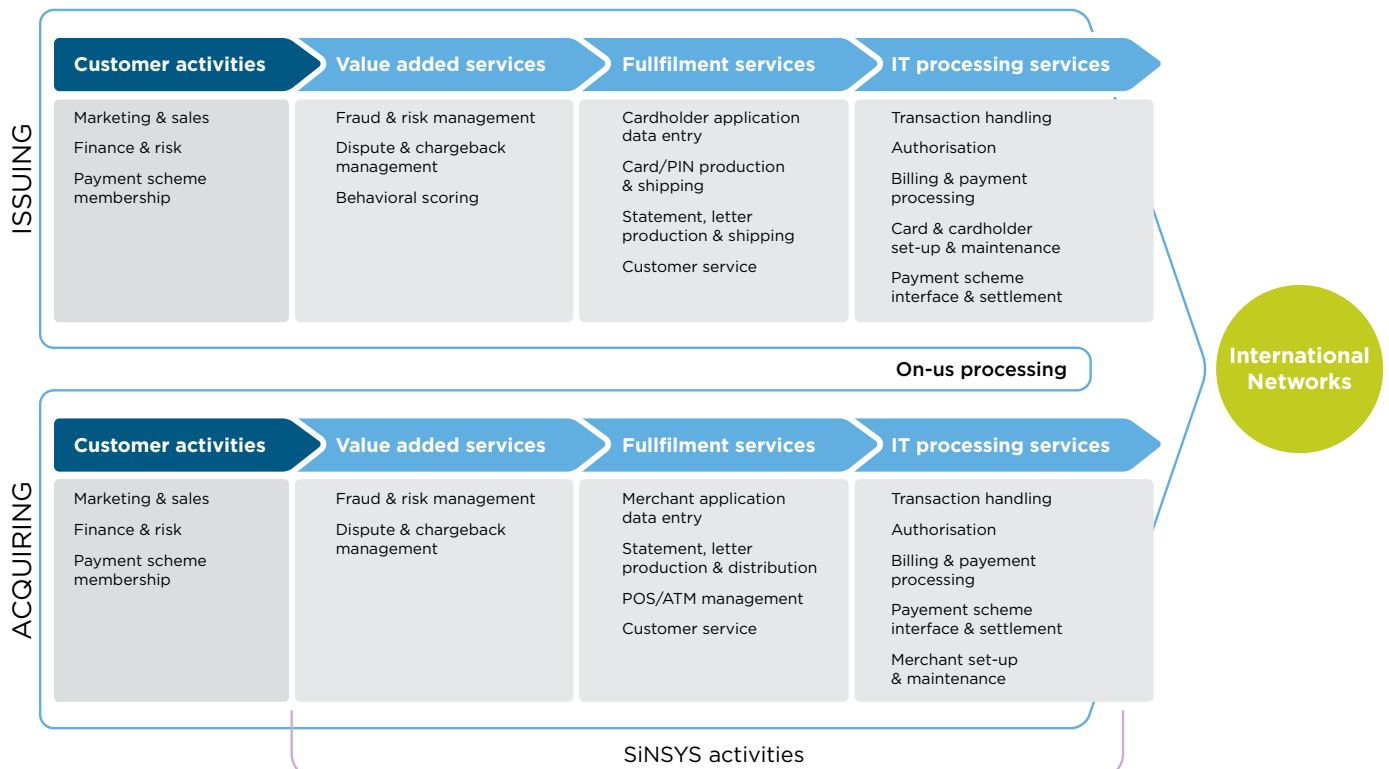 ISSUING
Customer activities
Marketing & sales
Finance & risk
Payment scheme
membership
Value added services
Fraud & risk management
Dispute & chargeback
management
Behavioral scoring
Fullfilment services
Cardholder application
data entry
Card/PIN production
& shipping
Statement, letter
production & shipping
Customer service
IT processing services
Transaction handling
Authorisation
Billing & payment
processing
Card & cardholder
set-up & maintenance
Payment scheme
interface & settlement
On-us processing
International
Networks
ACQUIRING
Customer activities
Marketing & sales
Finance & risk
Payment scheme
membership
Value added services
Fraud & risk management
Dispute & chargeback
management
Fullfilment services
Merchant application
data entry
Statement, letter
production & distribution
POS/ATM management
Customer service
IT processing services
Transaction handling
Authorisation
Billing & payement
processing
Payement scheme
interface & settlement
Merchant set-up
& maintenance
SiNSYS activities